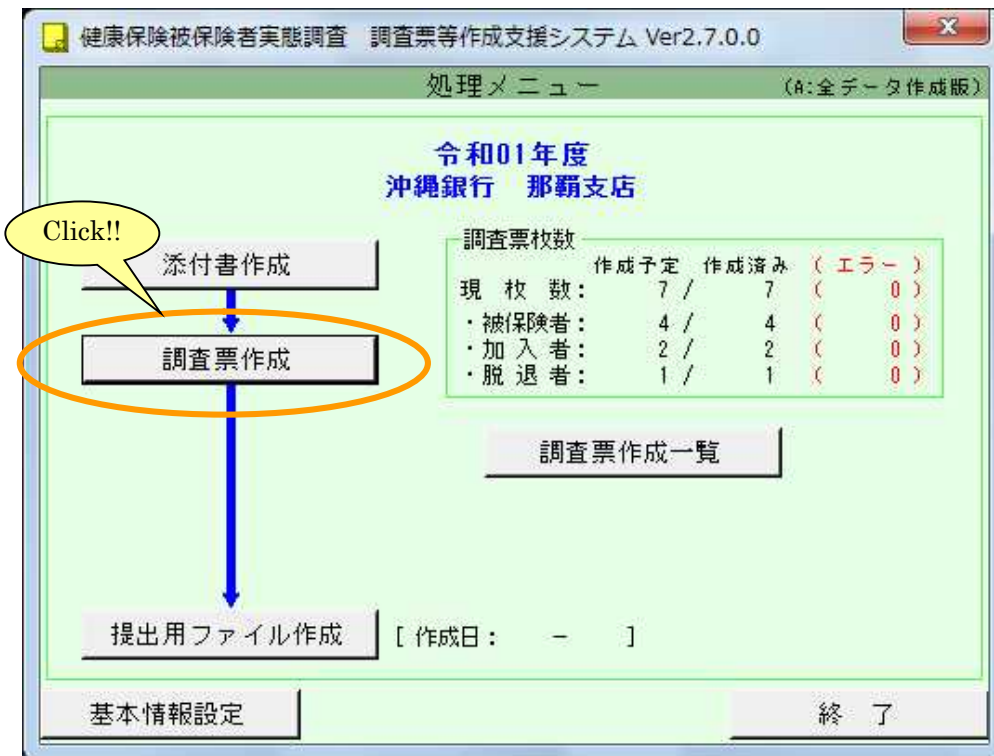 健康保険被保険者実態調査　調査票等作成支援システム Ver2.7.0.0
処理メニュー
(A:全データ作成版)
令和01年度
沖縄銀行　那覇支店
Click!!
添付書作成
調査票作成
調査票枚数
作成予定　作成済み　( エラー )
現 枚 数：　7 /　7　(　0 )
・被保険者：　4 /　4　(　0 )
・加 入 者：　2 /　2　(　0 )
・脱 退 者：　1 /　1　(　0 )
調査票作成一覧
提出用ファイル作成　[ 作成日：　－　]
基本情報設定　終　了